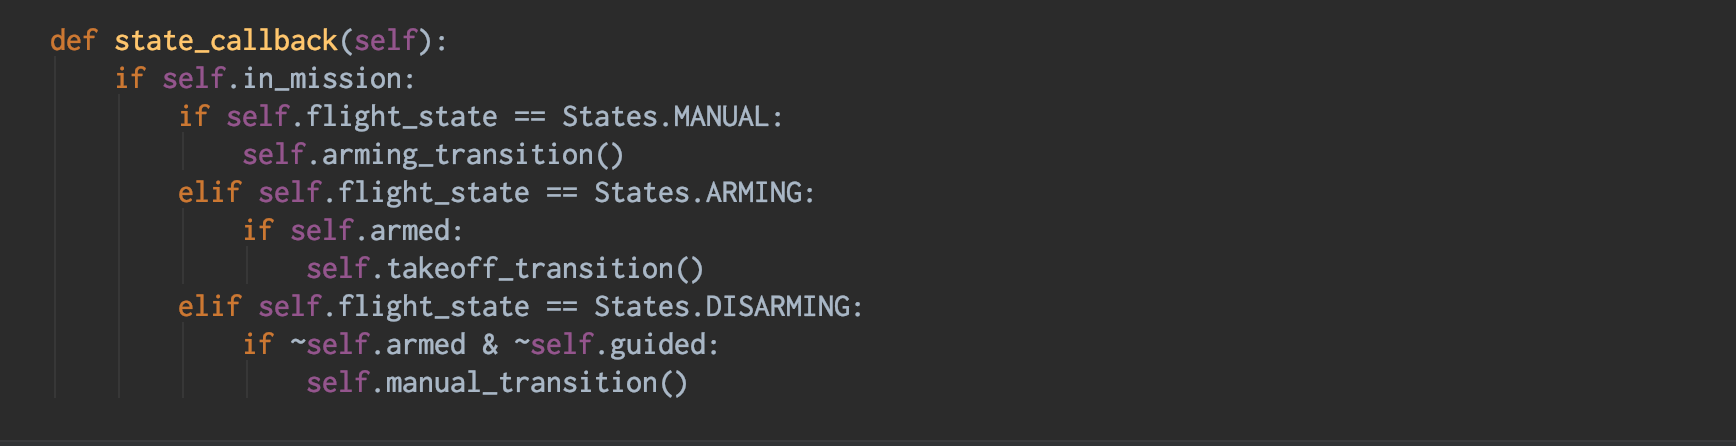 def state_callback(self):
    if self.in_mission:
        if self.flight_state == States.MANUAL:
            self.arming_transition()
        elif self.flight_state == States.ARMING:
            if self.armed:
                self.takeoff_transition()
        elif self.flight_state == States.DISARMING:
            if ~self.armed & ~self.guided:
                self.manual_transition()